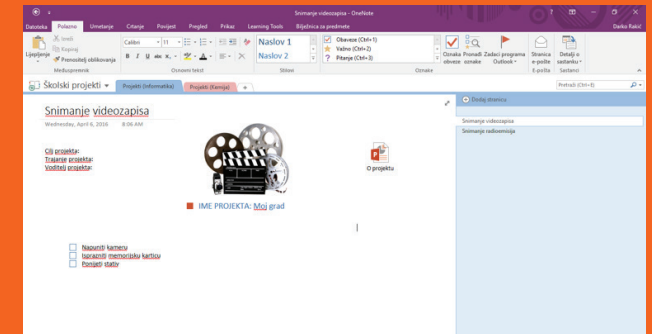 Snimanje videozapisa - OneNote
Darko Rakić
Datoteka Polazno Umetanje Crtanje Povijest Pregled Prikaz Learning Tools Bilježnica za predmete
Lijepljenje
Izreži
Kopiraj
Prenositelj oblikovanja
Međuspremnik
Calibri 11
B I U abc x₂
Osnovni tekst
Naslov 1
Naslov 2
Stilovi
Obaveze (Ctrl+1)
Važno (Ctrl+2)
Pitanje (Ctrl+3)
Oznaka obveze
Pronađi oznake
Zadaci programa Outlook
Oznake
Stranica e-pošte
E-pošta
Detalji o sastanku
Sastanci
Školski projekti
Projekti (Informatika)
Projekti (Kemija)
+
Pretraži (Ctrl+E)
Snimanje videozapisa
Wednesday, April 6, 2016 8:06 AM
Cilj projekta:
Trajanje projekta:
Voditelj projekta:
O projektu
IME PROJEKTA: Moj grad
Napuniti kameru
Isprazniti memorijsku karticu
Ponijeti stativ
Dodaj stranicu
Snimanje videozapisa
Snimanje radioemisija